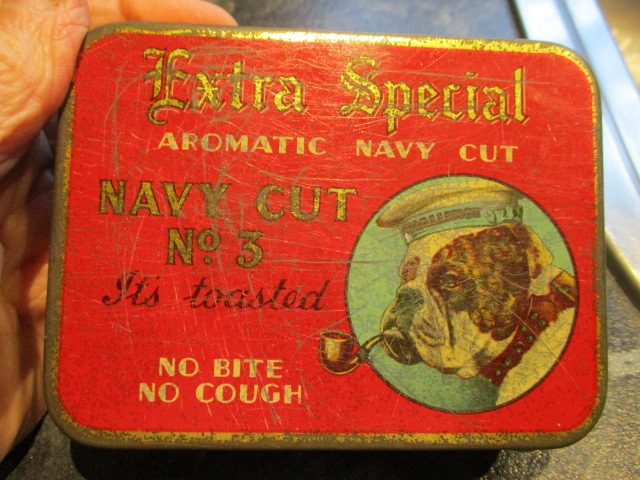 Extra Special
AROMATIC NAVY CUT
NAVY CUT
No 3
It's toasted
NO BITE
NO COUGH